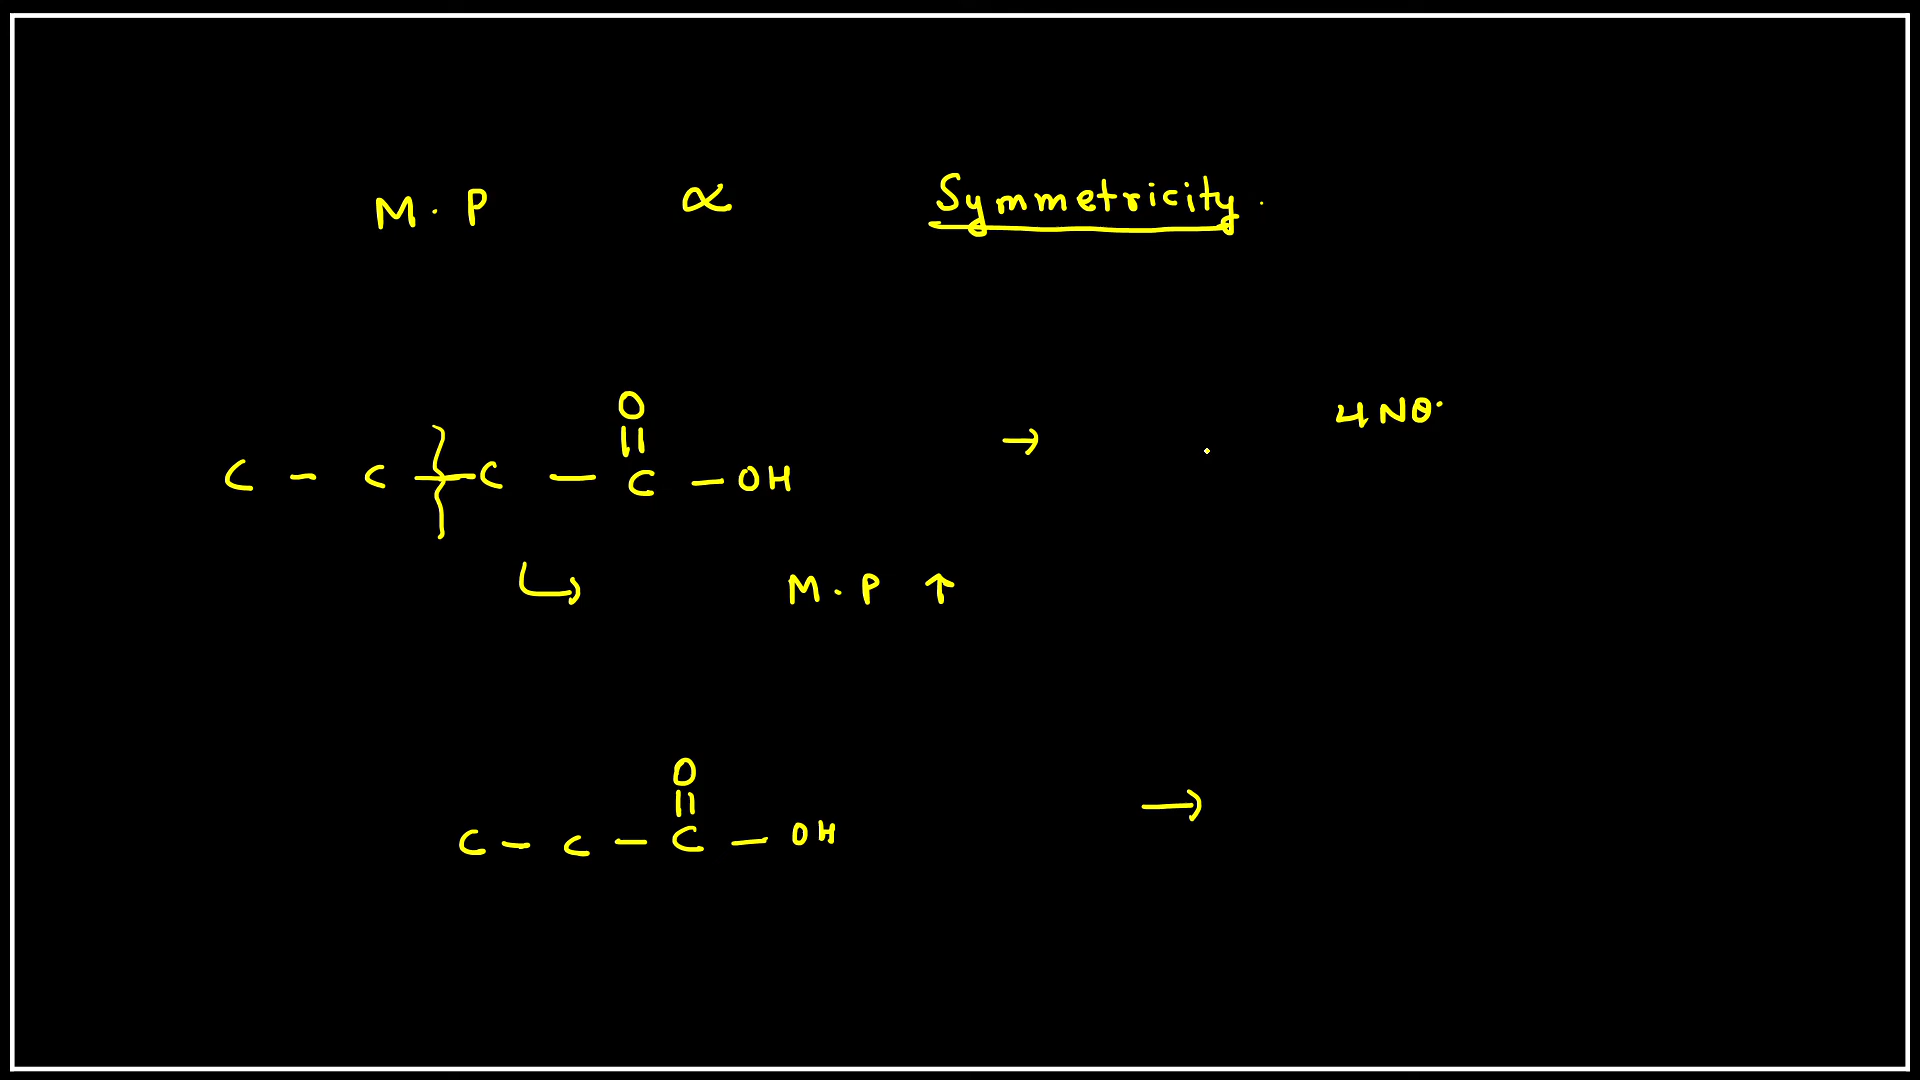 M.P ∝ Symmetricity.
O
||
C - C - C - C - OH → 4 NO.
↳ M.P ↑
O
||
C - C - C - OH →